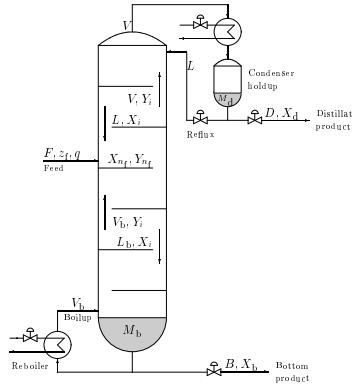 V
L
Condenser
holdup
M_d
V, Y_i
L, X_i
D, X_d
Distillat
product
Reflux
F, z_f, q
Feed
X_{n_f}, Y_{n_f}
V_b, Y_i
L_b, X_i
V_b
Boilup
M_b
Reboiler
B, X_b
Bottom
product